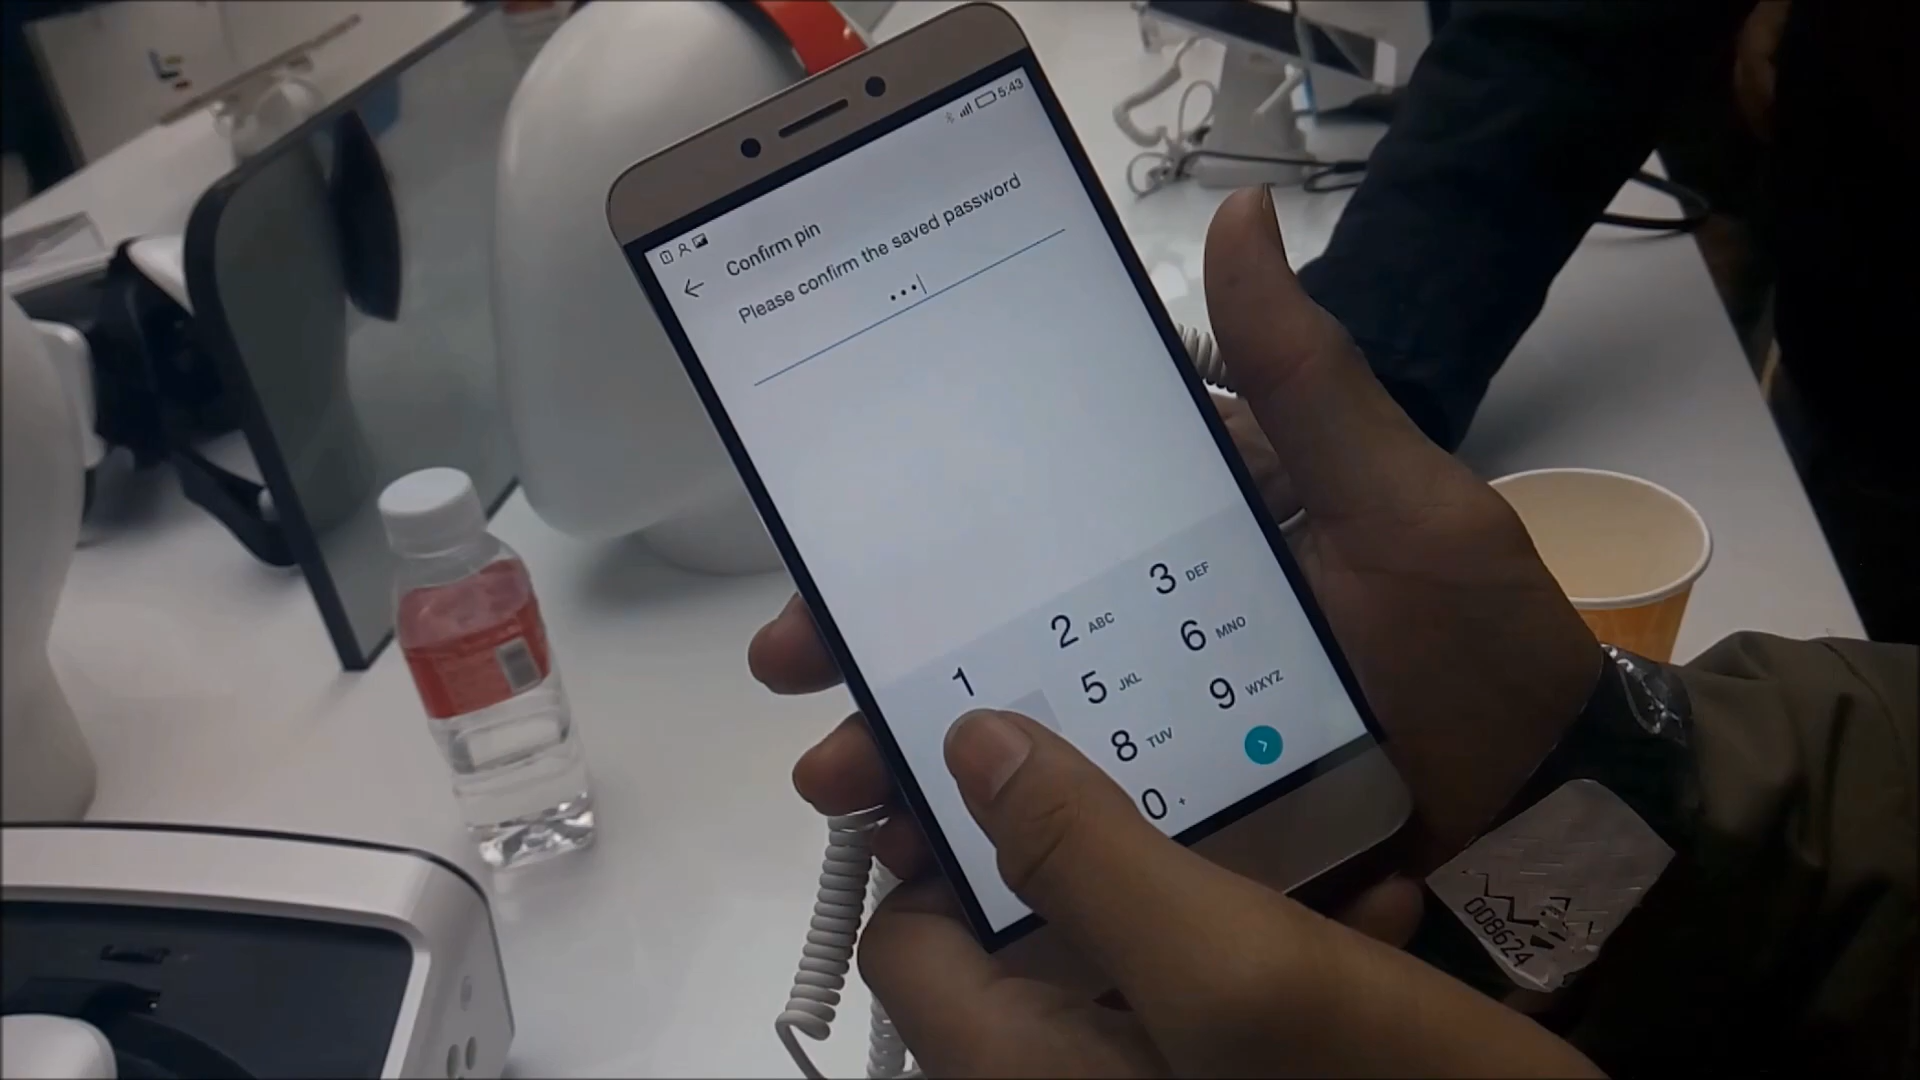 5:43
Confirm pin
Please confirm the saved password
1
2 ABC
3 DEF
5 JKL
6 MNO
8 TUV
9 WXYZ
0 +
008624